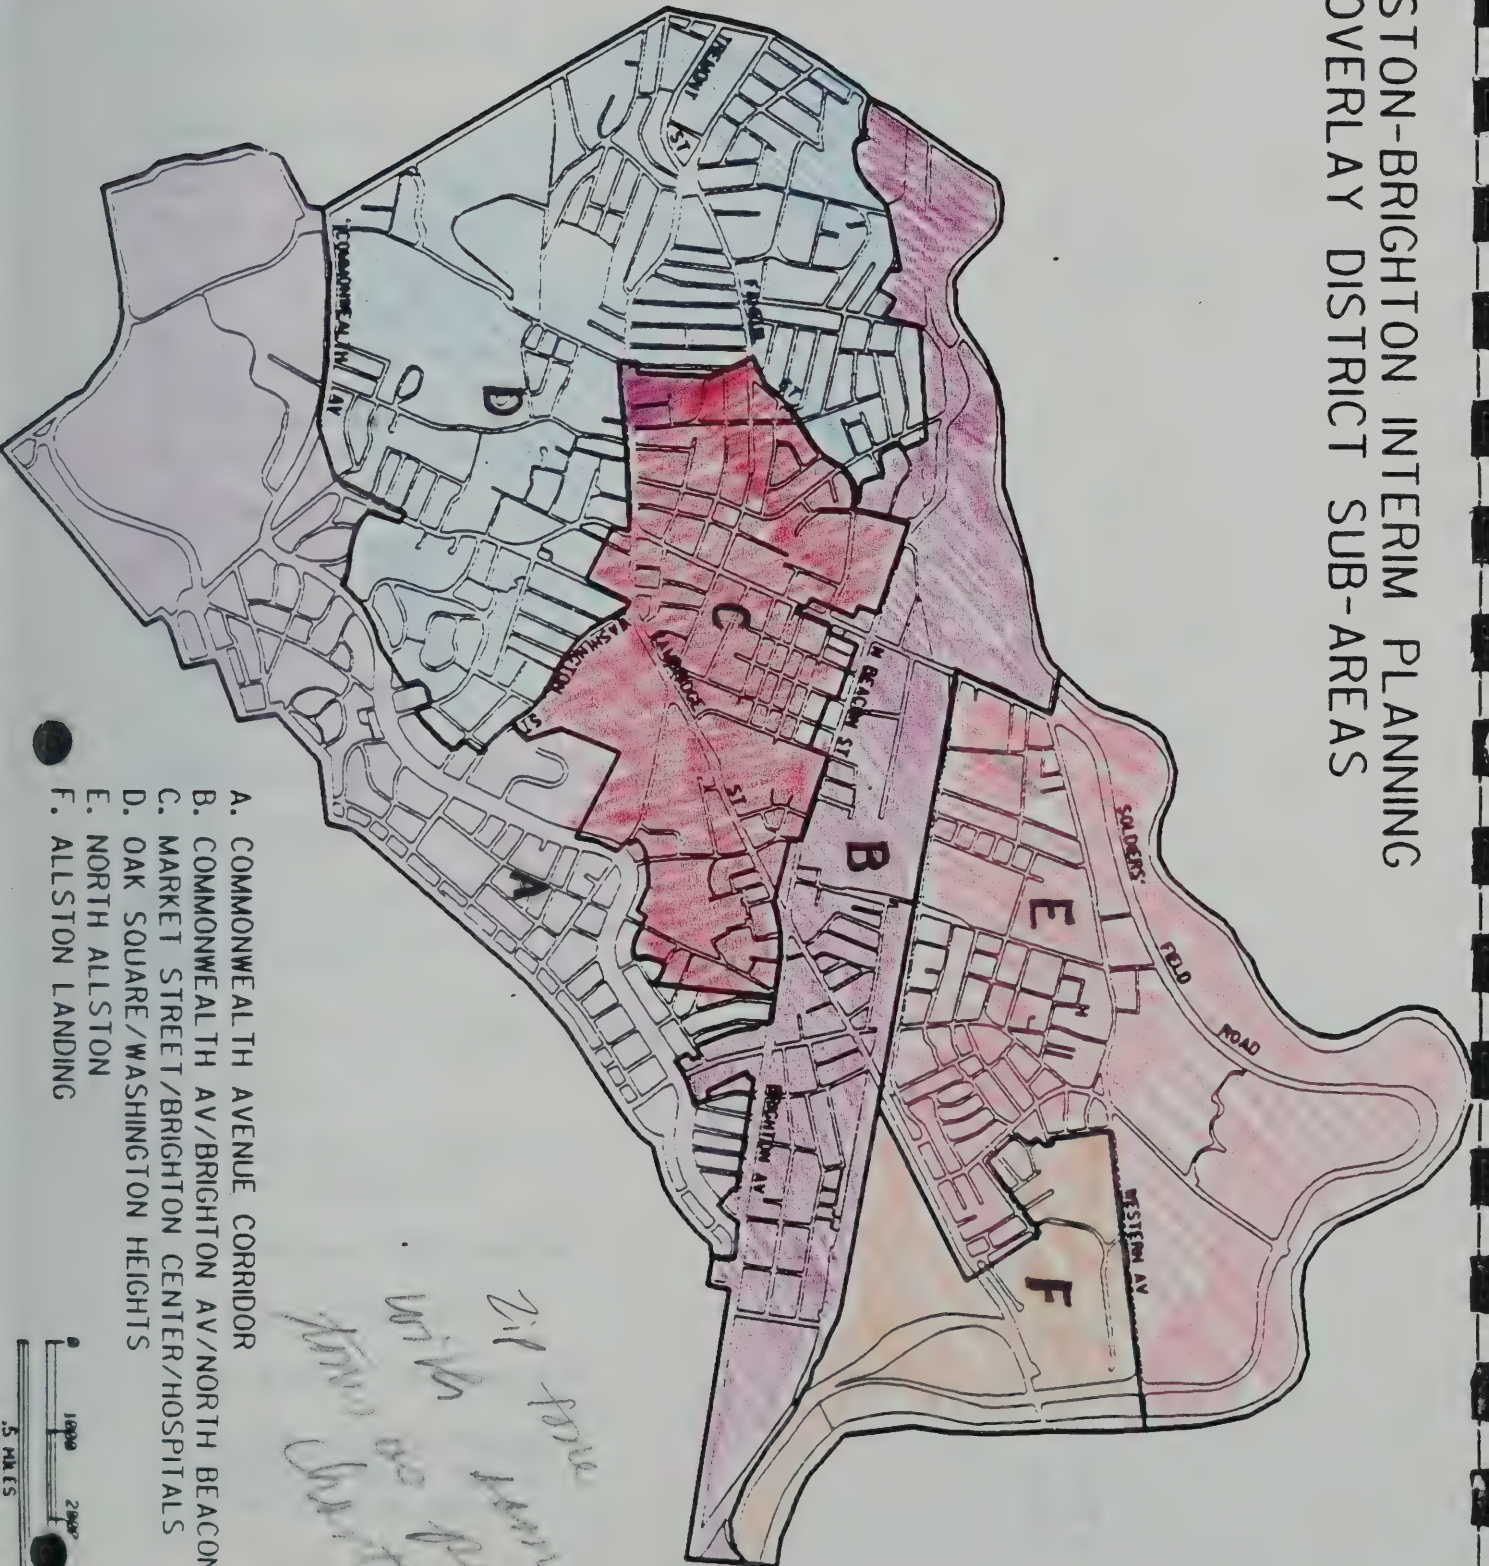 STON-BRIGHTON INTERIM PLANNING
OVERLAY DISTRICT SUB-AREAS
TREMONT
ST
FANEUIL
ST
COMMONWEALTH AV
D
C
WASHINGTON
ST
CAMBRIDGE
ST
N BEACON ST
B
A
E
SOLDIERS'
FIELD
ROAD
BRIGHTON AV
WESTERN AV
F
A. COMMONWEALTH AVENUE CORRIDOR
B. COMMONWEALTH AV/BRIGHTON AV/NORTH BEACON
C. MARKET STREET/BRIGHTON CENTER/HOSPITALS
D. OAK SQUARE/WASHINGTON HEIGHTS
E. NORTH ALLSTON
F. ALLSTON LANDING
0 1000 2000'
.5 MILES
with